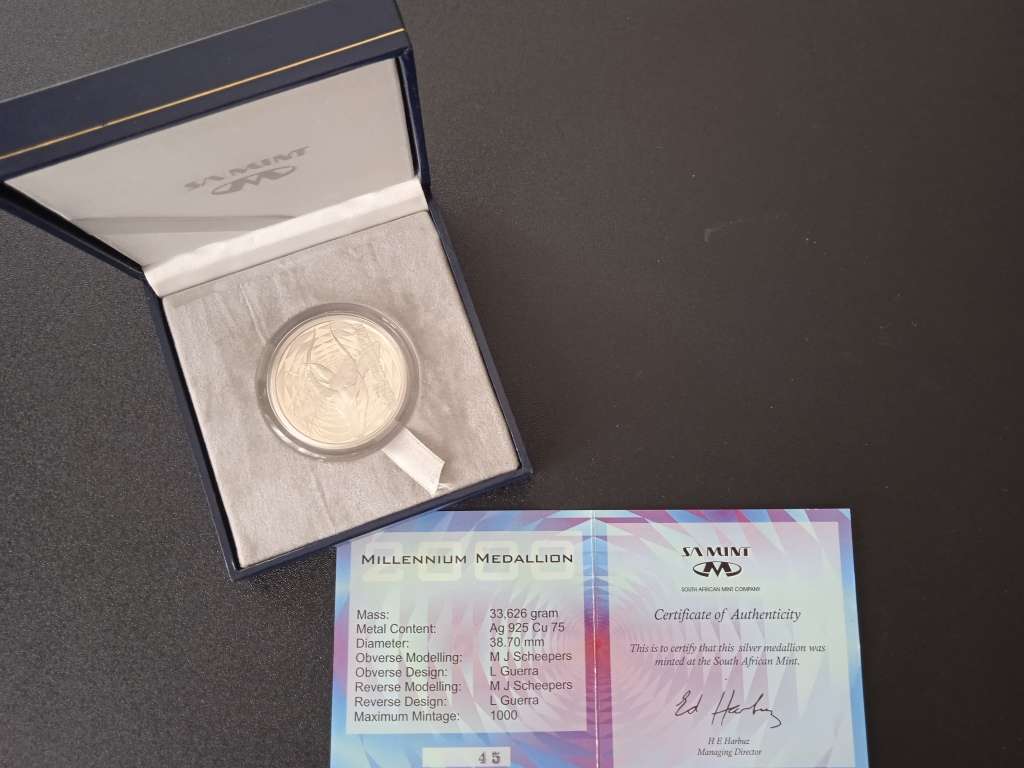 SA MINT
2000
MILLENNIUM MEDALLION
Mass: 33,626 gram
Metal Content: Ag 925 Cu 75
Diameter: 38.70 mm
Obverse Modelling: M J Scheepers
Obverse Design: L Guerra
Reverse Modelling: M J Scheepers
Reverse Design: L Guerra
Maximum Mintage: 1000
45
SA MINT
SOUTH AFRICAN MINT COMPANY
Certificate of Authenticity
This is to certify that this silver medallion was
minted at the South African Mint.
Ed Harbuz
H E Harbuz
Managing Director